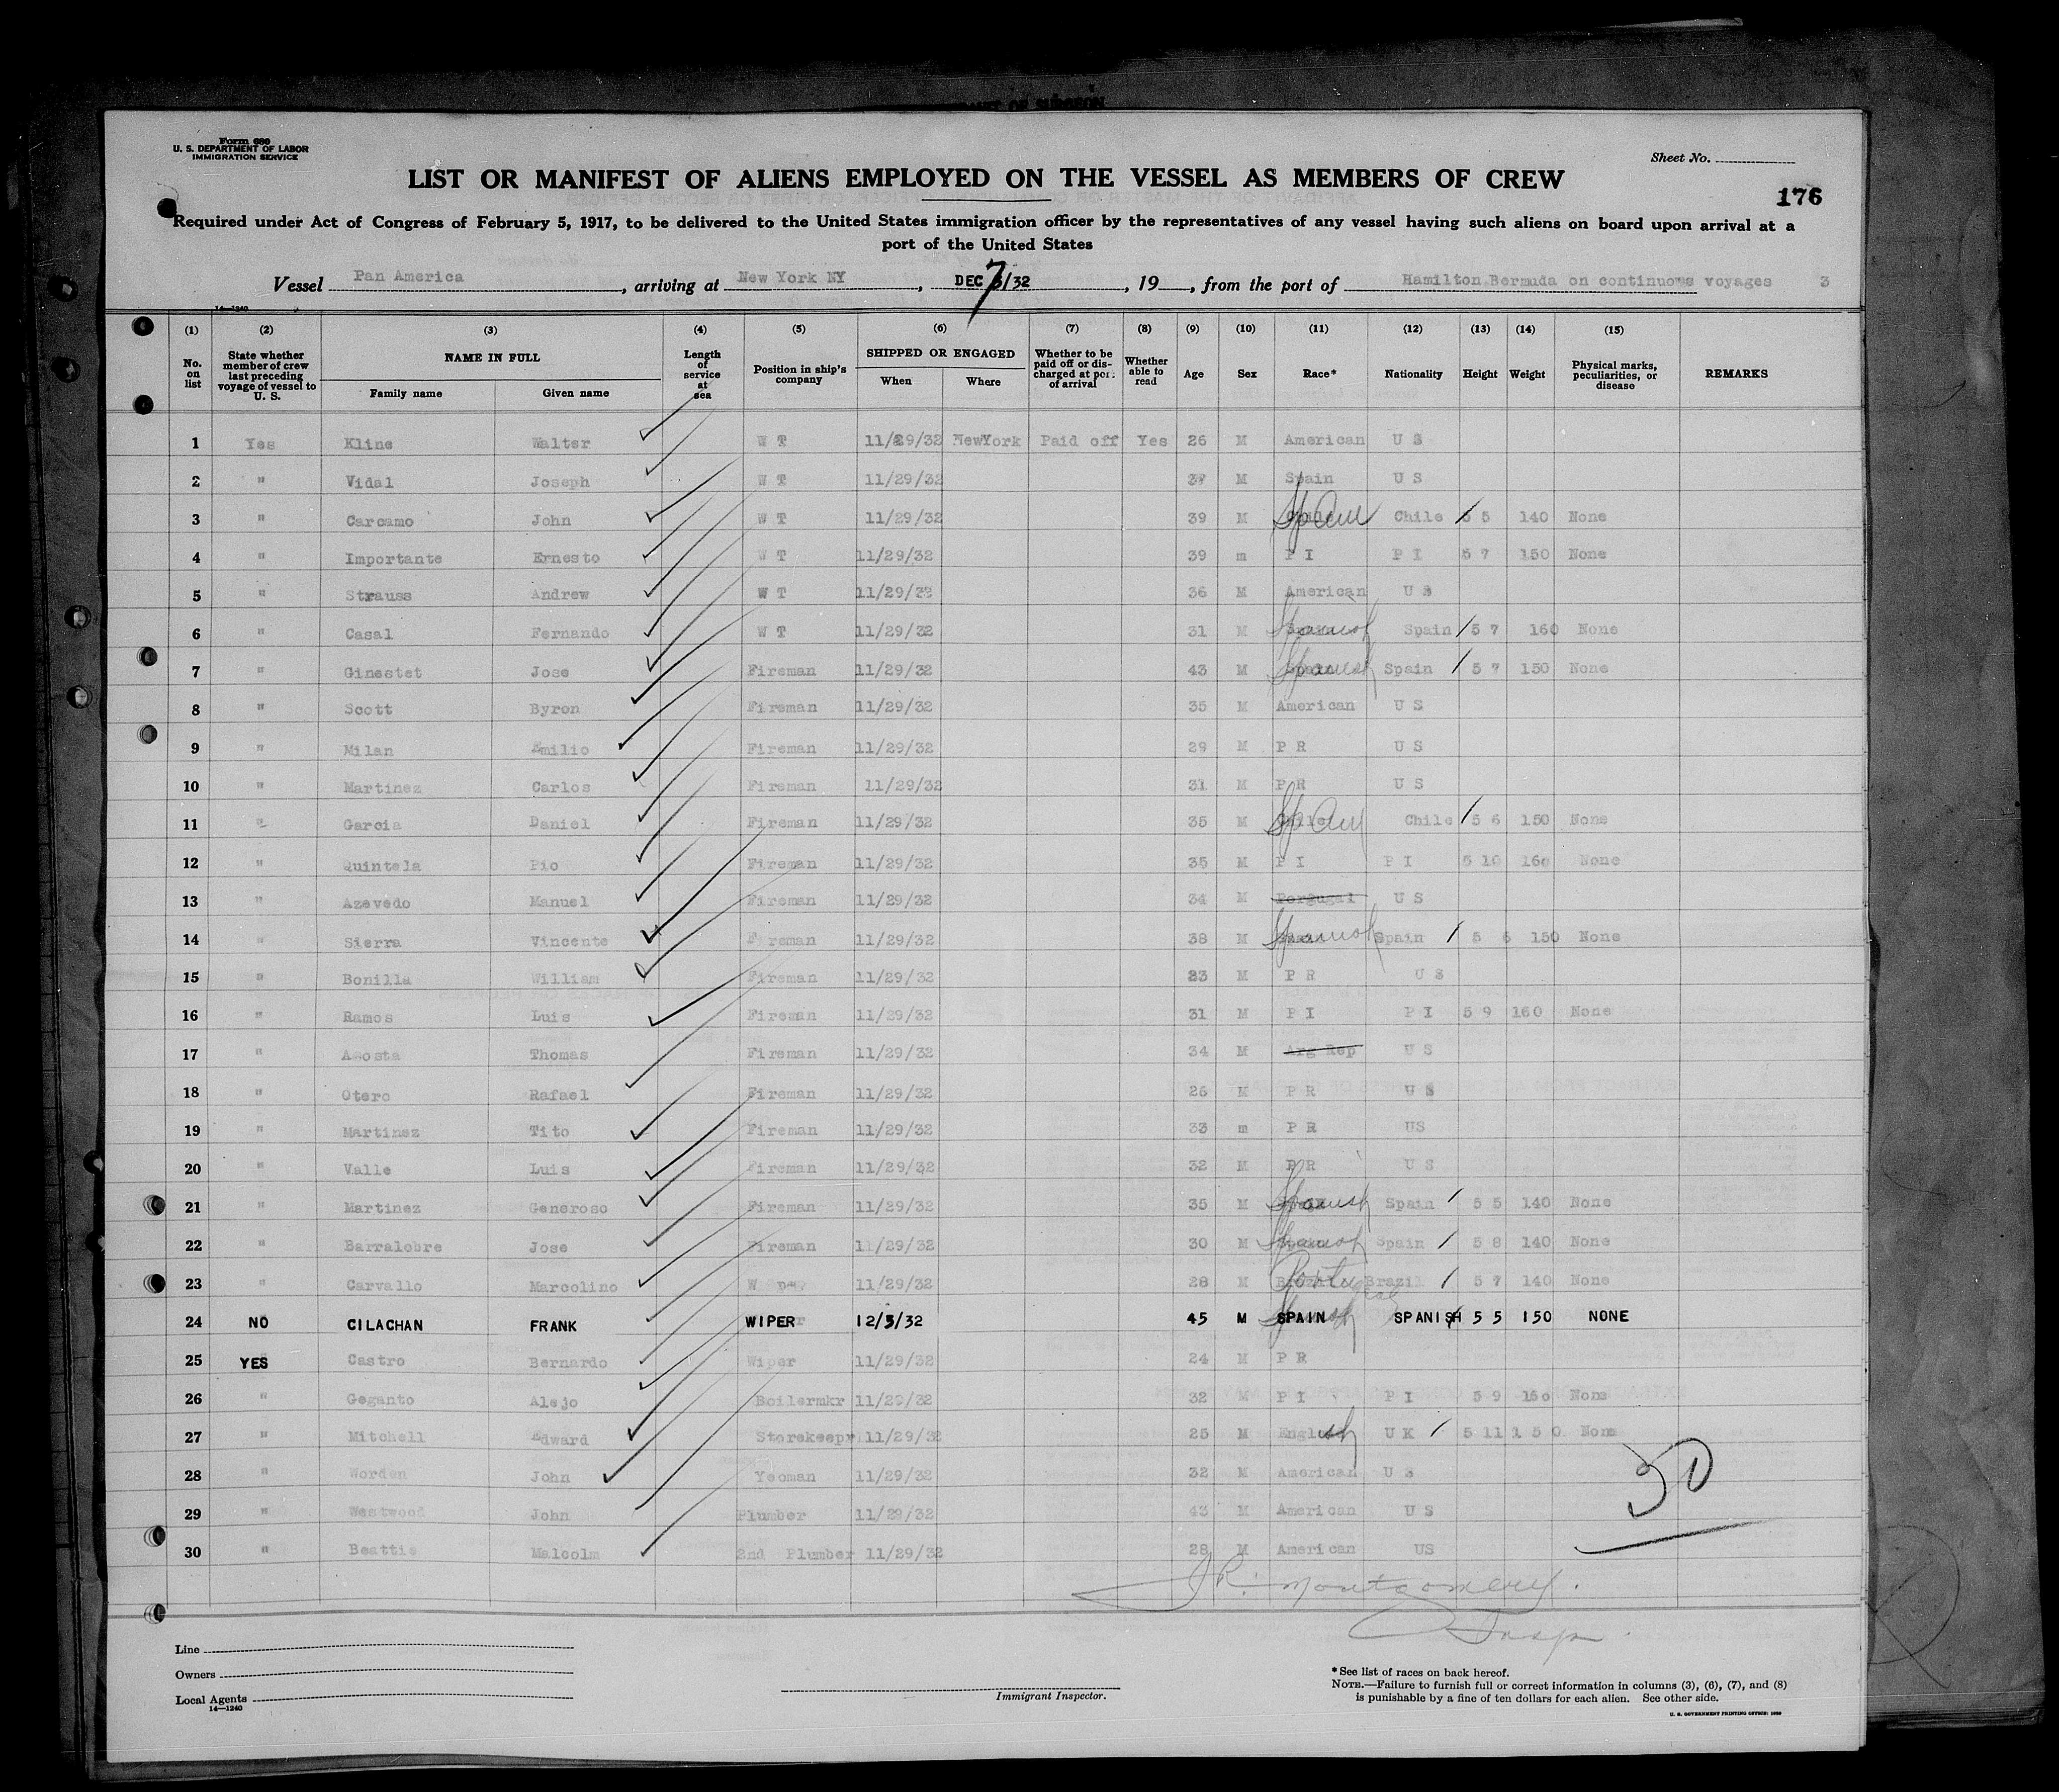 Form 680
U. S. DEPARTMENT OF LABOR
IMMIGRATION SERVICE
Sheet No.
LIST OR MANIFEST OF ALIENS EMPLOYED ON THE VESSEL AS MEMBERS OF CREW
176
Required under Act of Congress of February 5, 1917, to be delivered to the United States immigration officer by the representatives of any vessel having such aliens on board upon arrival at a
port of the United States
Vessel Pan America, arriving at New York NY, DEC 7/32, 19, from the port of Hamilton Bermuda on continuous voyages 3
14—1240
(1) (2) (3) (4) (5) (6) (7) (8) (9) (10) (11) (12) (13) (14) (15)
No. on list State whether member of crew last preceding voyage of vessel to U. S. NAME IN FULL Family name Given name Length of service at sea Position in ship's company SHIPPED OR ENGAGED When Where Whether to be paid off or discharged at port of arrival Whether able to read Age Sex Race* Nationality Height Weight Physical marks, peculiarities, or disease REMARKS
1 Yes Kline Walter W T 11/29/32 NewYork Paid off Yes 26 M American U S
2 " Vidal Joseph W T 11/29/32 37 M Spain U S
3 " Carcamo John W T 11/29/32 39 M Sp Am Chile 5 5 140 None
4 " Importante Ernesto W T 11/29/32 39 m P I P I 5 7 150 None
5 " Strauss Andrew W T 11/29/32 36 M American U S
6 " Casal Fernando W T 11/29/32 31 M Spanish Spain 5 7 160 None
7 " Ginestet Jose Fireman 11/29/32 43 M Spanish Spain 5 7 150 None
8 " Scott Byron Fireman 11/29/32 35 M American U S
9 " Milan Emilio Fireman 11/29/32 29 M P R U S
10 " Martinez Carlos Fireman 11/29/32 31 M P R U S
11 " Garcia Daniel Fireman 11/29/32 35 M Sp Am Chile 5 6 150 None
12 " Quintela Pio Fireman 11/29/32 35 M P I P I 5 10 160 None
13 " Azevedo Manuel Fireman 11/29/32 34 M Porgugal U S
14 " Sierra Vincente Fireman 11/29/32 38 M Spanish Spain 5 6 150 None
15 " Bonilla William Fireman 11/29/32 23 M P R U S
16 " Ramos Luis Fireman 11/29/32 31 M P I P I 5 9 160 None
17 " Acosta Thomas Fireman 11/29/32 34 M Arg Rep U S
18 " Otero Rafael Fireman 11/29/32 26 M P R U S
19 " Martinez Tito Fireman 11/29/32 33 m P R US
20 " Valle Luis Fireman 11/29/32 32 M P R U S
21 " Martinez Generoso Fireman 11/29/32 35 M Spanish Spain 5 5 140 None
22 " Barralobre Jose Fireman 11/29/32 30 M Spanish Spain 5 8 140 None
23 " Carvallo Marcolino 11/29/32 28 M Brazil 5 7 140 None
24 NO CILACHAN FRANK WIPER 12/3/32 45 M SPAIN Spanish SPANISH 5 5 150 NONE
25 YES Castro Bernardo Wiper 11/29/32 24 M P R
26 " Geganto Alejo Boilermkr 11/29/32 32 M P I P I 5 9 160 None
27 " Mitchell Edward Storekeepr 11/29/32 25 M English U K 5 11 150 None
28 " Worden John Yeoman 11/29/32 32 M American U S
29 " Westwood John Plumber 11/29/32 43 M American U S
30 " Beattie Malcolm 2nd Plumber 11/29/32 28 M American US
30
J R. Montgomery.
Insp.
Line
Owners
Local Agents
14—1240
Immigrant Inspector.
*See list of races on back hereof.
NOTE.—Failure to furnish full or correct information in columns (3), (6), (7), and (8)
is punishable by a fine of ten dollars for each alien. See other side.
U. S. GOVERNMENT PRINTING OFFICE: